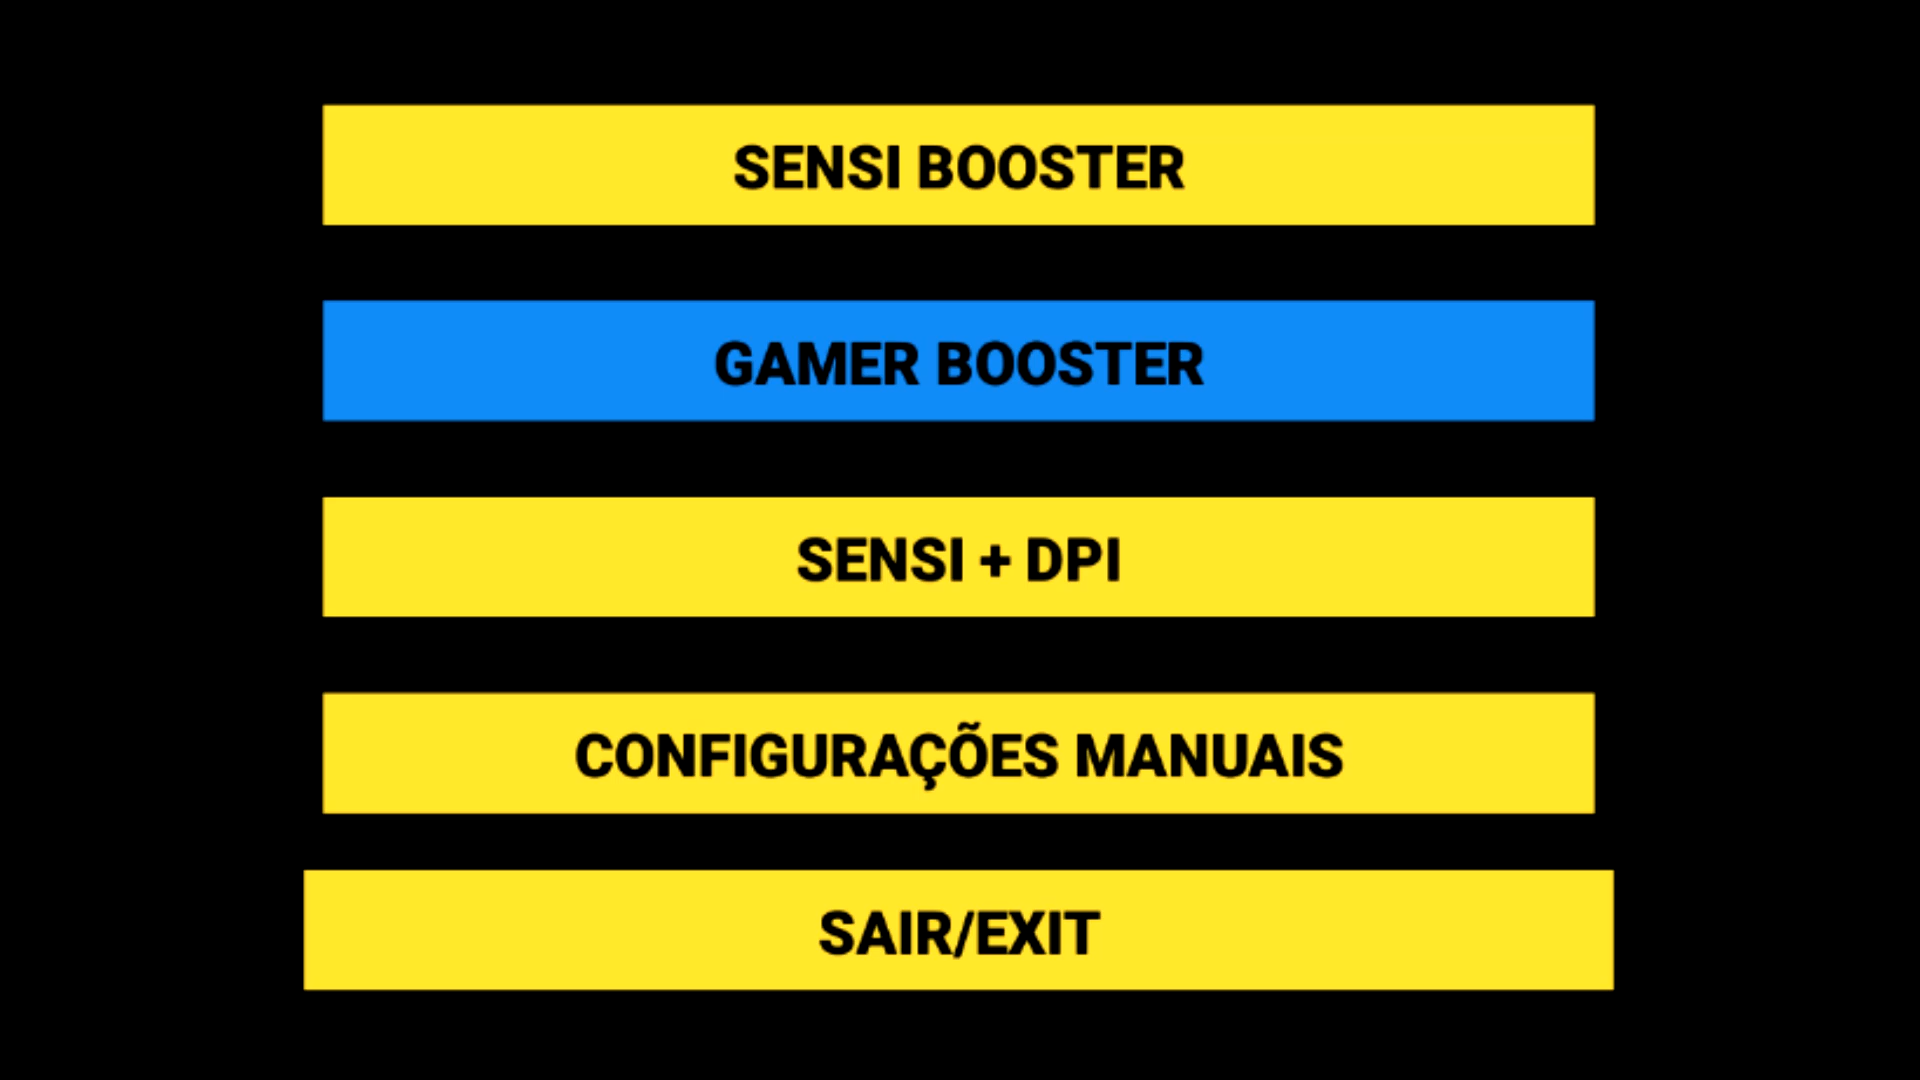 SENSI BOOSTER
GAMER BOOSTER
SENSI + DPI
CONFIGURAÇÕES MANUAIS
SAIR/EXIT